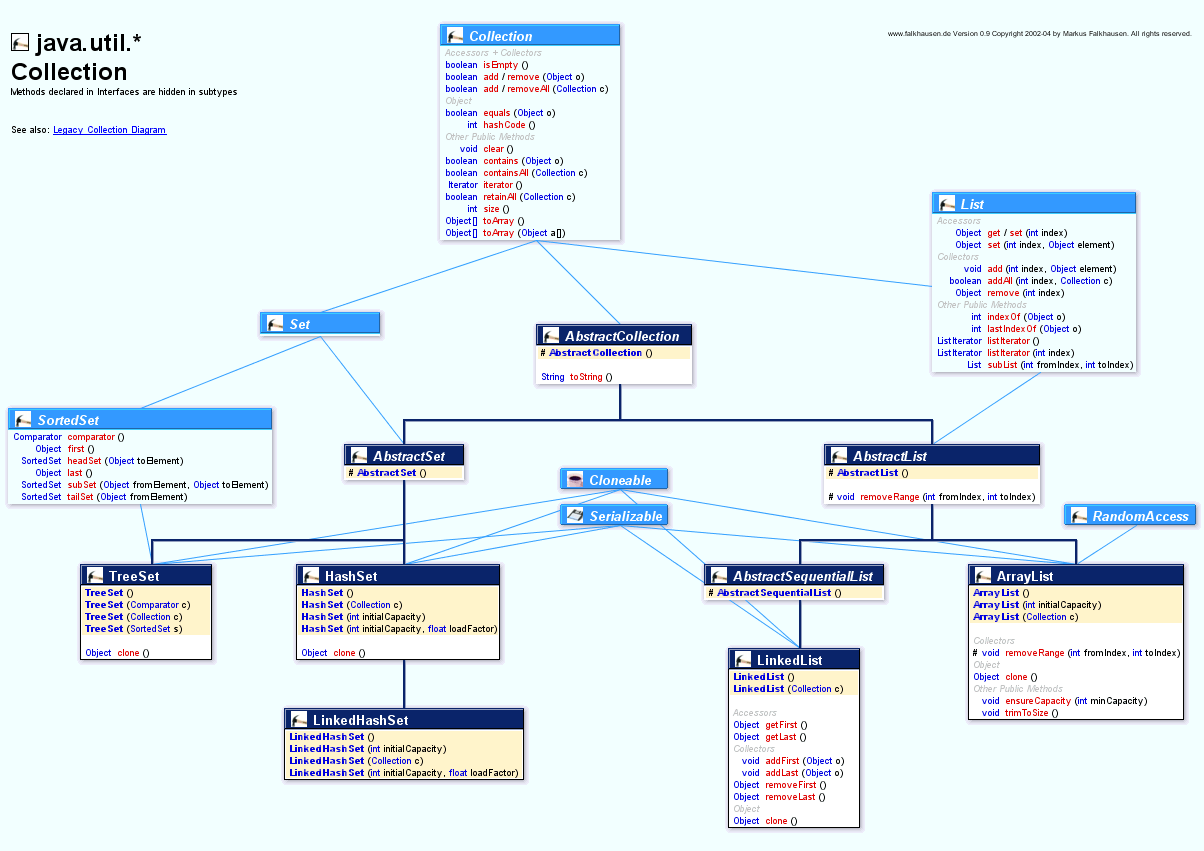 java.util.*
Collection
Methods declared in Interfaces are hidden in subtypes
See also: Legacy Collection Diagram
www.falkhausen.de Version 0.9 Copyright 2002-04 by Markus Falkhausen. All rights reserved.
Collection
Accessors + Collectors
boolean isEmpty ()
boolean add / remove (Object o)
boolean add / removeAll (Collection c)
Object
boolean equals (Object o)
int hashCode ()
Other Public Methods
void clear ()
boolean contains (Object o)
boolean containsAll (Collection c)
Iterator iterator ()
boolean retainAll (Collection c)
int size ()
Object[] toArray ()
Object[] toArray (Object a[])
List
Accessors
Object get / set (int index)
Object set (int index, Object element)
Collectors
void add (int index, Object element)
boolean addAll (int index, Collection c)
Object remove (int index)
Other Public Methods
int indexOf (Object o)
int lastIndexOf (Object o)
ListIterator listIterator ()
ListIterator listIterator (int index)
List subList (int fromIndex, int toIndex)
Set
AbstractCollection
# AbstractCollection ()
String toString ()
SortedSet
Comparator comparator ()
Object first ()
SortedSet headSet (Object toElement)
Object last ()
SortedSet subSet (Object fromElement, Object toElement)
SortedSet tailSet (Object fromElement)
AbstractSet
# AbstractSet ()
Cloneable
Serializable
AbstractList
# AbstractList ()
# void removeRange (int fromIndex, int toIndex)
RandomAccess
TreeSet
TreeSet ()
TreeSet (Comparator c)
TreeSet (Collection c)
TreeSet (SortedSet s)
Object clone ()
HashSet
HashSet ()
HashSet (Collection c)
HashSet (int initialCapacity)
HashSet (int initialCapacity, float loadFactor)
Object clone ()
AbstractSequentialList
# AbstractSequentialList ()
ArrayList
ArrayList ()
ArrayList (int initialCapacity)
ArrayList (Collection c)
Collectors
# void removeRange (int fromIndex, int toIndex)
Object
Object clone ()
Other Public Methods
void ensureCapacity (int minCapacity)
void trimToSize ()
LinkedHashSet
LinkedHashSet ()
LinkedHashSet (int initialCapacity)
LinkedHashSet (Collection c)
LinkedHashSet (int initialCapacity, float loadFactor)
LinkedList
LinkedList ()
LinkedList (Collection c)
Accessors
Object getFirst ()
Object getLast ()
Collectors
void addFirst (Object o)
void addLast (Object o)
Object removeFirst ()
Object removeLast ()
Object
Object clone ()